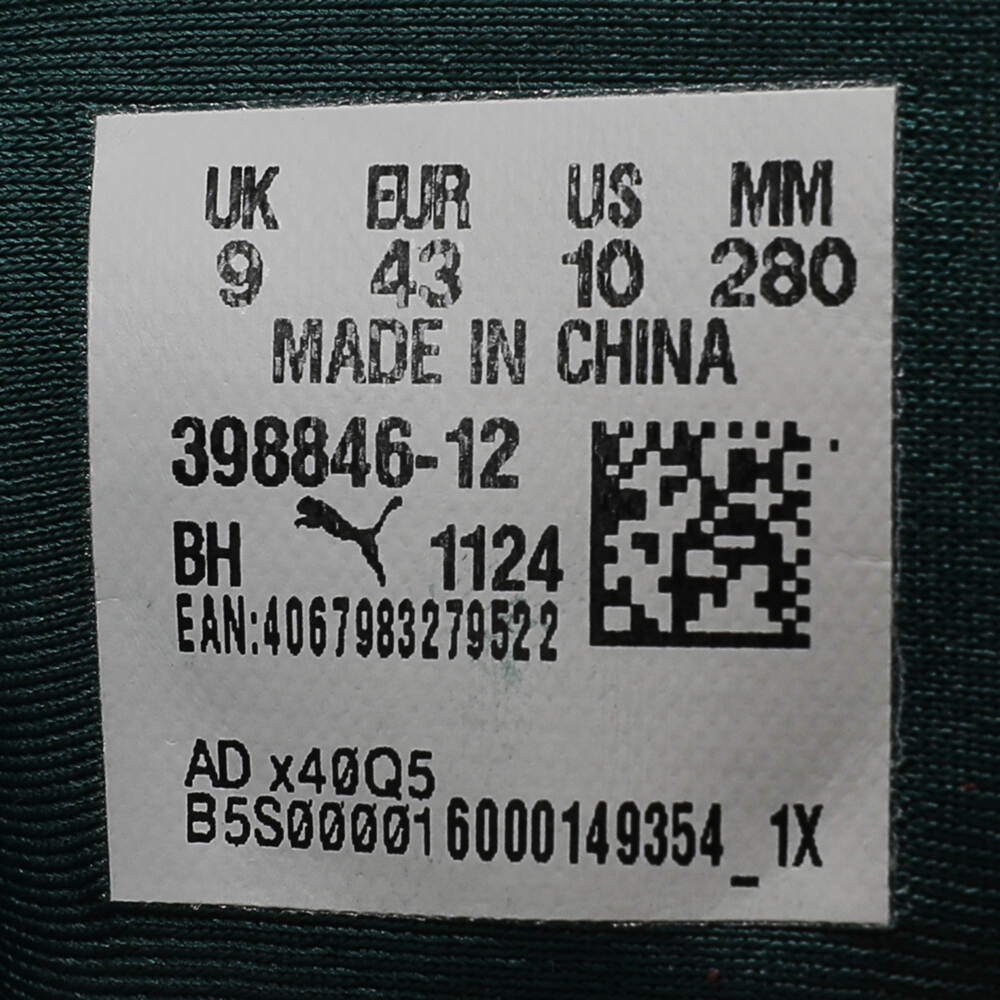 UK EUR US MM
9 43 10 280
MADE IN CHINA
398846-12
BH 1124
EAN:4067983279522
AD x40Q5
B5S000016000149354_1X